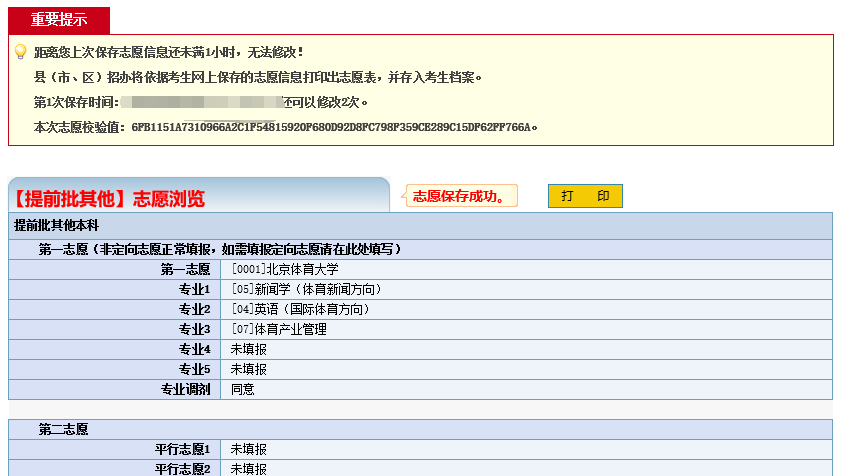 重要提示
距离您上次保存志愿信息还未满1小时，无法修改！
县（市、区）招办将依据考生网上保存的志愿信息打印出志愿表，并存入考生档案。
第1次保存时间： 还可以修改2次。
本次志愿校验值：6FB1151A7310966A2C1F54815920F680D92D8FC798F359CE289C15DF62FF766A。
【提前批其他】志愿浏览 志愿保存成功。 打 印
提前批其他本科
第一志愿（非定向志愿正常填报，如需填报定向志愿请在此处填写）
第一志愿 [0001]北京体育大学
专业1 [05]新闻学（体育新闻方向）
专业2 [04]英语（国际体育方向）
专业3 [07]体育产业管理
专业4 未填报
专业5 未填报
专业调剂 同意
第二志愿
平行志愿1 未填报
平行志愿2 未填报